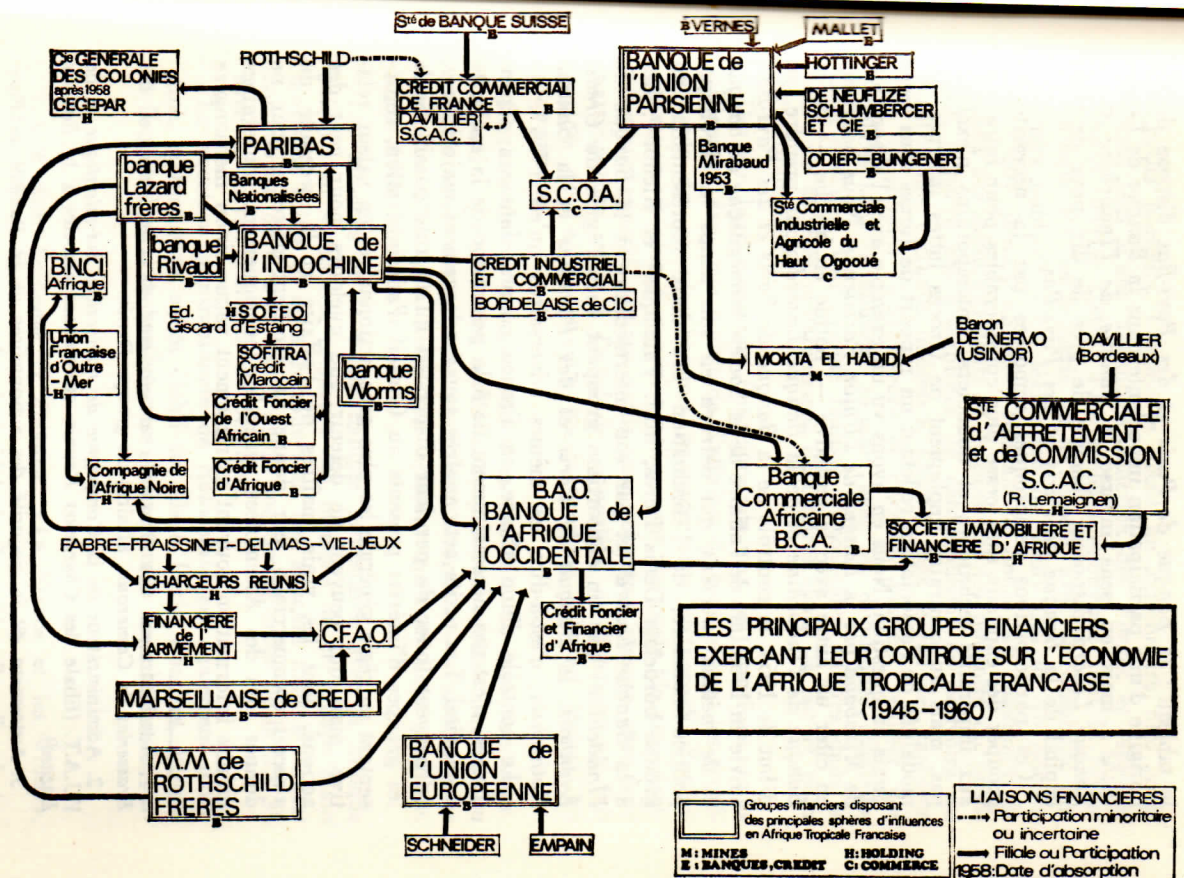 Sté de BANQUE SUISSE
B
B VERNES
MALLET
B
Cie GENERALE
DES COLONIES
après 1958
CEGEPAR
H
ROTHSCHILD
CREDIT COMMERCIAL
DE FRANCE
B
DAVILLIER
S.C.A.C.
BANQUE de
l'UNION
PARISIENNE
B
HOTTINGER
B
DE NEUFLIZE
SCHLUMBERGER
ET CIE
B
ODIER-BUNGENER
B
Banque
Mirabaud
1953
B
PARIBAS
B
banque
Lazard
frères
B
Banques
Nationalisées
B
S.C.O.A.
C
Sté Commerciale
Industrielle et
Agricole du
Haut Ogooué
C
banque
Rivaud
B
BANQUE de
l'INDOCHINE
B
CREDIT INDUSTRIEL
ET COMMERCIAL
B
BORDELAISE de CIC
B
B.N.C.I.
Afrique
B
Ed.
Giscard d'Estaing
H SOFFO
SOFITRA
Crédit
Marocain
B
Union
Francaise
d'Outre
-Mer
H
banque
Worms
B
MOKTA EL HADID
M
Baron
DE NERVO
(USINOR)
DAVILLIER
(Bordeaux)
Crédit Foncier
de l'Ouest
Africain
B
Crédit Foncier
d'Afrique
B
Compagnie de
l'Afrique Noire
H
STE COMMERCIALE
d'AFFRETEMENT
et de COMMISSION
S.C.A.C.
(R. Lemaignen)
H
B.A.O.
BANQUE de
l'AFRIQUE
OCCIDENTALE
B
Banque
Commerciale
Africaine
B.C.A.
B
SOCIETE IMMOBILIERE ET
FINANCIERE D'AFRIQUE
B
H
FABRE-FRAISSINET-DELMAS-VIELJEUX
CHARGEURS REUNIS
H
FINANCIERE
de l'
ARMEMENT
H
C.F.A.O.
C
Crédit Foncier
et Financier
d'Afrique
B
MARSEILLAISE de CREDIT
B
M.M de
ROTHSCHILD
FRERES
B
BANQUE de
l'UNION
EUROPEENNE
B
SCHNEIDER
EMPAIN
LES PRINCIPAUX GROUPES FINANCIERS
EXERCANT LEUR CONTROLE SUR L'ECONOMIE
DE L'AFRIQUE TROPICALE FRANCAISE
(1945-1960)
Groupes financiers disposant
des principales sphères d'influences
en Afrique Tropicale Francaise
M: MINES
H: HOLDING
B: BANQUES, CREDIT
C: COMMERCE
LIAISONS FINANCIERES
Participation minoritaire
ou incertaine
Filiale ou Participation
1958: Date d'absorption